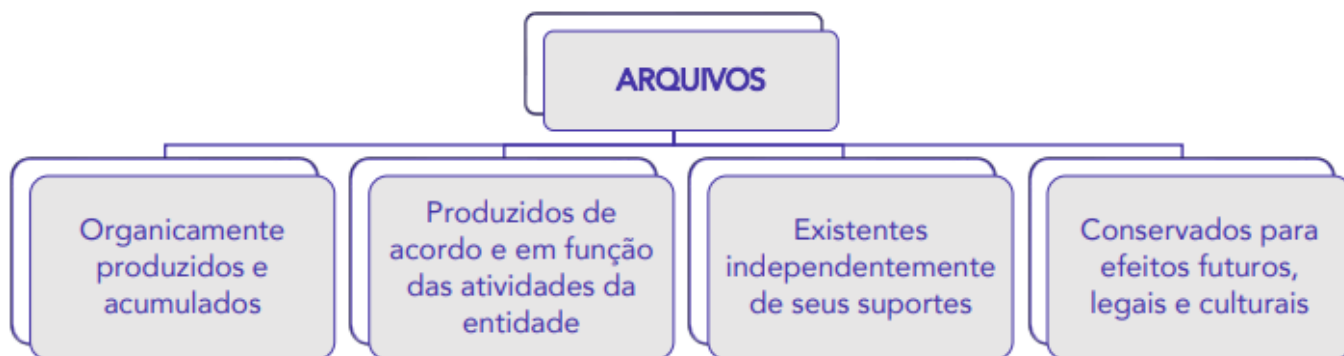 ARQUIVOS
Organicamente
produzidos e
acumulados
Produzidos de
acordo e em função
das atividades da
entidade
Existentes
independentemente
de seus suportes
Conservados para
efeitos futuros,
legais e culturais